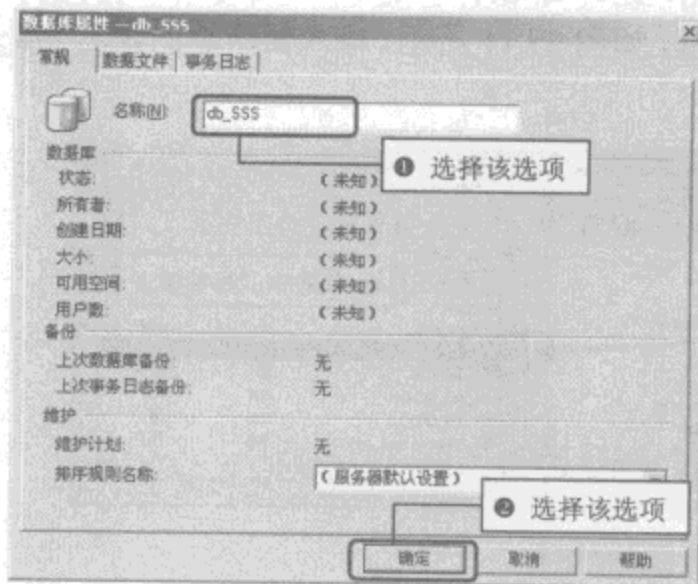 数据库属性 — db_SSS
常规 数据文件 事务日志
名称(N): db_SSS
❶ 选择该选项
数据库
状态: (未知)
所有者: (未知)
创建日期: (未知)
大小: (未知)
可用空间: (未知)
用户数: (未知)
备份
上次数据库备份: 无
上次事务日志备份: 无
维护
维护计划: 无
排序规则名称: (服务器默认设置)
❷ 选择该选项
确定 取消 帮助